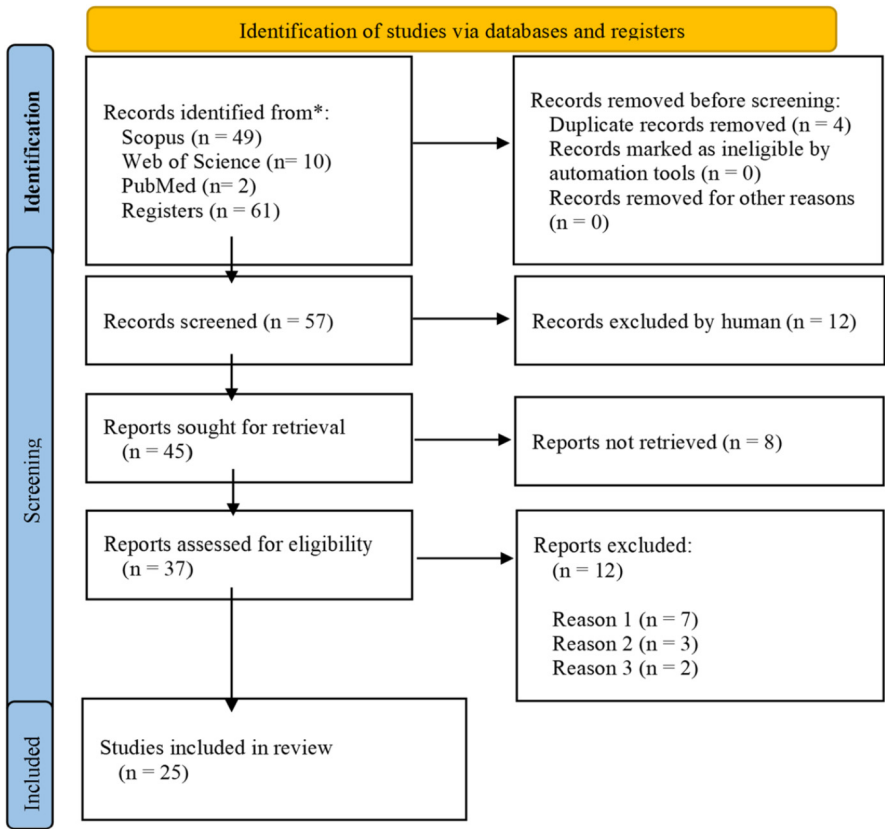 Identification of studies via databases and registers
Identification
Records identified from*:
Scopus (n = 49)
Web of Science (n= 10)
PubMed (n= 2)
Registers (n = 61)
Records removed before screening:
Duplicate records removed (n = 4)
Records marked as ineligible by
automation tools (n = 0)
Records removed for other reasons
(n = 0)
Screening
Records screened (n = 57)
Records excluded by human (n = 12)
Reports sought for retrieval
(n = 45)
Reports not retrieved (n = 8)
Reports assessed for eligibility
(n = 37)
Reports excluded:
(n = 12)
Reason 1 (n = 7)
Reason 2 (n = 3)
Reason 3 (n = 2)
Included
Studies included in review
(n = 25)